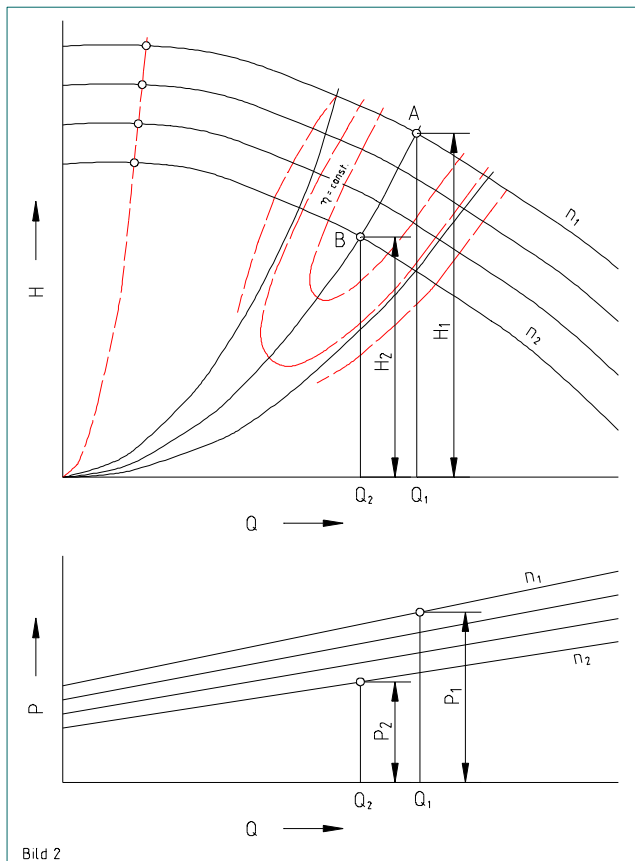 A
η = const.
n₁
B
H
H₂
H₁
n₂
Q₂
Q₁
Q
n₁
n₂
P
P₂
P₁
Q₂
Q₁
Q
Bild 2